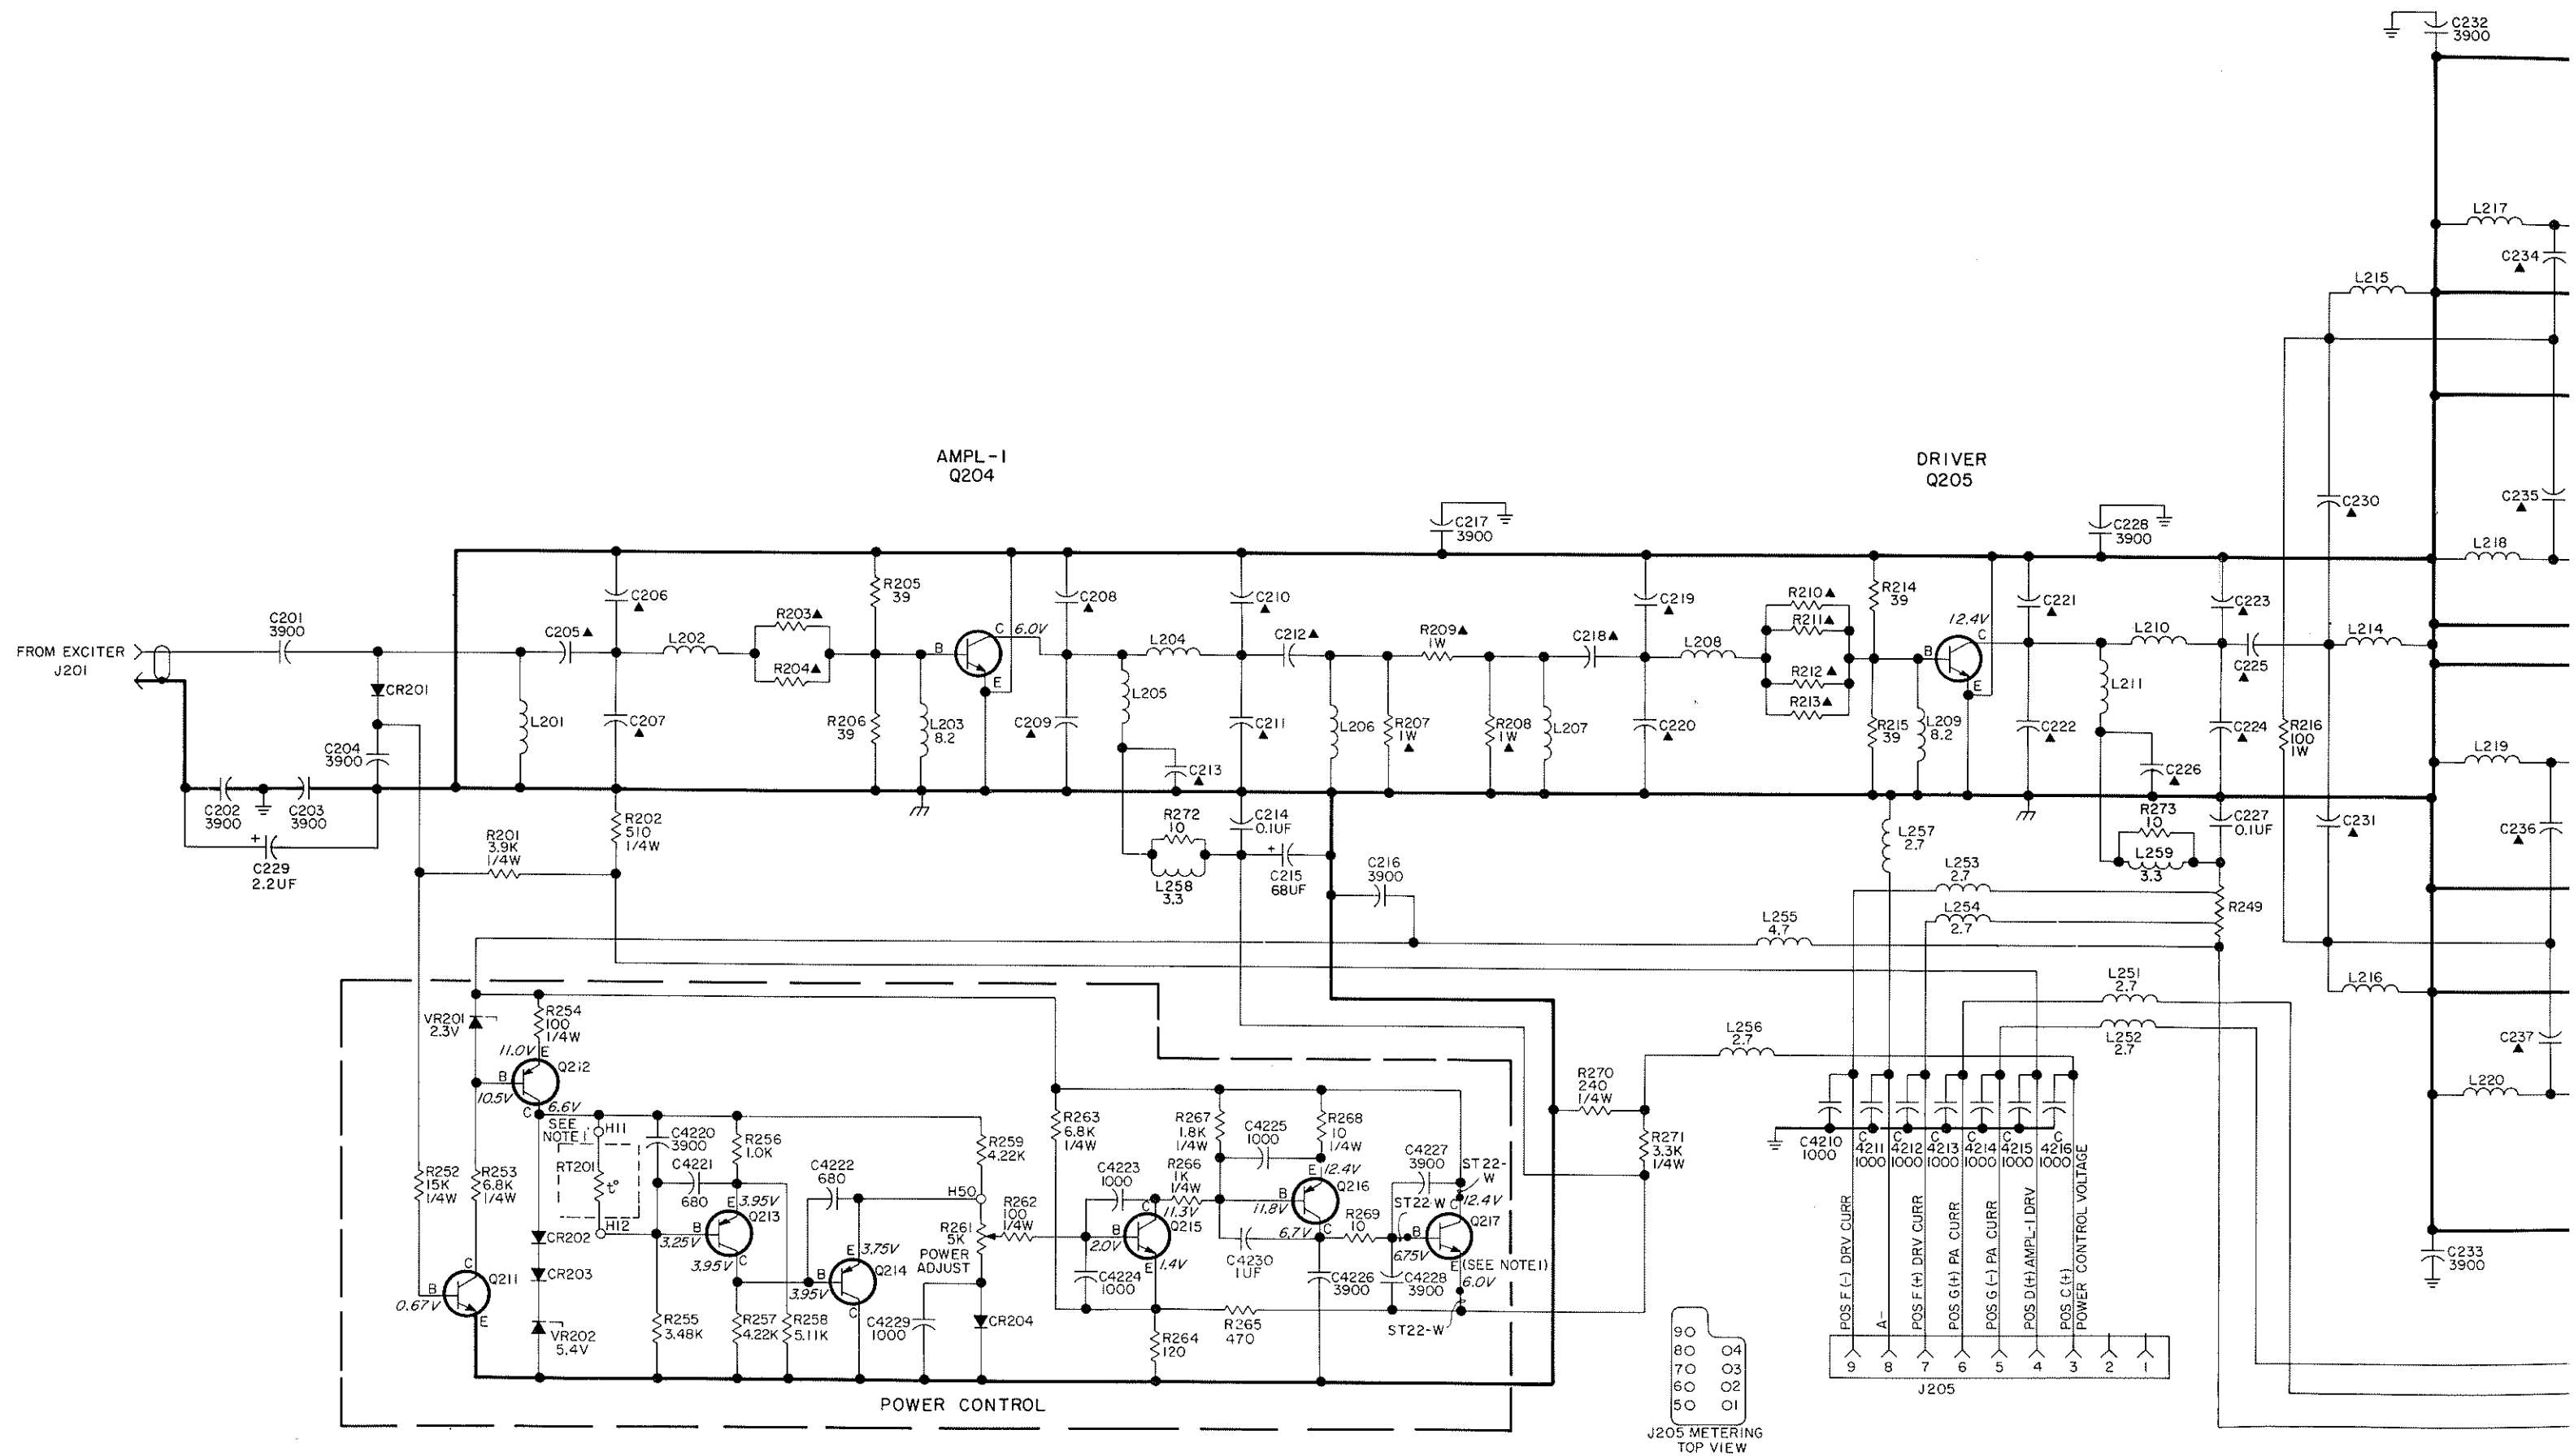 C232
3900
L217
C234
L215
AMPL-1
Q204
DRIVER
Q205
C217
3900
C228
3900
C230
C235
L218
C206
R205
39
C208
C210
C219
R210
R214
39
C221
C223
C201
3900
C205
L202
R203
R204
B
C
6.0V
E
L204
C212
R209
1W
C218
L208
R211
R212
R213
12.4V
C
B
E
L210
C225
L214
FROM EXCITER
J201
CR201
L201
C207
R206
39
L203
8.2
C209
L205
C211
L206
R207
1W
R208
1W
L207
C220
R215
39
L209
8.2
C222
L211
C224
R216
100
1W
C204
3900
C213
C226
L219
C202
3900
C203
3900
+
C229
2.2UF
R201
3.9K
1/4W
R202
510
1/4W
R272
10
C214
0.1UF
L258
3.3
+
C215
68UF
C216
3900
L257
2.7
R273
10
L259
3.3
C227
0.1UF
C231
C236
L253
2.7
L254
2.7
R249
L255
4.7
L251
2.7
L252
2.7
L216
C237
L220
VR201
2.3V
R254
100
1/4W
11.0V
E
Q212
B
10.5V
C
6.6V
SEE
NOTE 1
H11
RT201
t°
H12
C4220
3900
C4221
680
R256
1.0K
E
3.95V
Q213
B
3.25V
C
3.95V
C4222
680
E
3.75V
Q214
B
3.95V
C
R259
4.22K
H50
R261
5K
POWER
ADJUST
R262
100
1/4W
R263
6.8K
1/4W
C4223
1000
R266
1K
1/4W
C
11.3V
Q215
B
2.0V
E
1.4V
C4224
1000
R267
1.8K
1/4W
C4225
1000
R268
10
1/4W
E
12.4V
Q216
B
11.8V
C
6.7V
C4230
1UF
R269
10
C4227
3900
ST22-
W
ST22-W
C
12.4V
Q217
B
6.75V
E
(SEE NOTE1)
6.0V
C4226
3900
C4228
3900
ST22-W
R252
15K
1/4W
R253
6.8K
1/4W
C
Q211
B
0.67V
E
CR202
CR203
VR202
5.4V
R255
3.48K
R257
4.22K
R258
5.11K
C4229
1000
CR204
R264
120
R265
470
POWER CONTROL
R270
240
1/4W
R271
3.3K
1/4W
L256
2.7
C4210
1000
C
4211
1000
C
4212
1000
C
4213
1000
C
4214
1000
C
4215
1000
C
4216
1000
POS F (-) DRV CURR
A-
POS F (+) DRV CURR
POS G (+) PA CURR
POS G (-) PA CURR
POS D (+) AMPL-1 DRV
POS C (+)
POWER CONTROL VOLTAGE
9
8
7
6
5
4
3
2
1
J205
C233
3900
9
8
4
7
3
6
2
5
1
J205 METERING
TOP VIEW